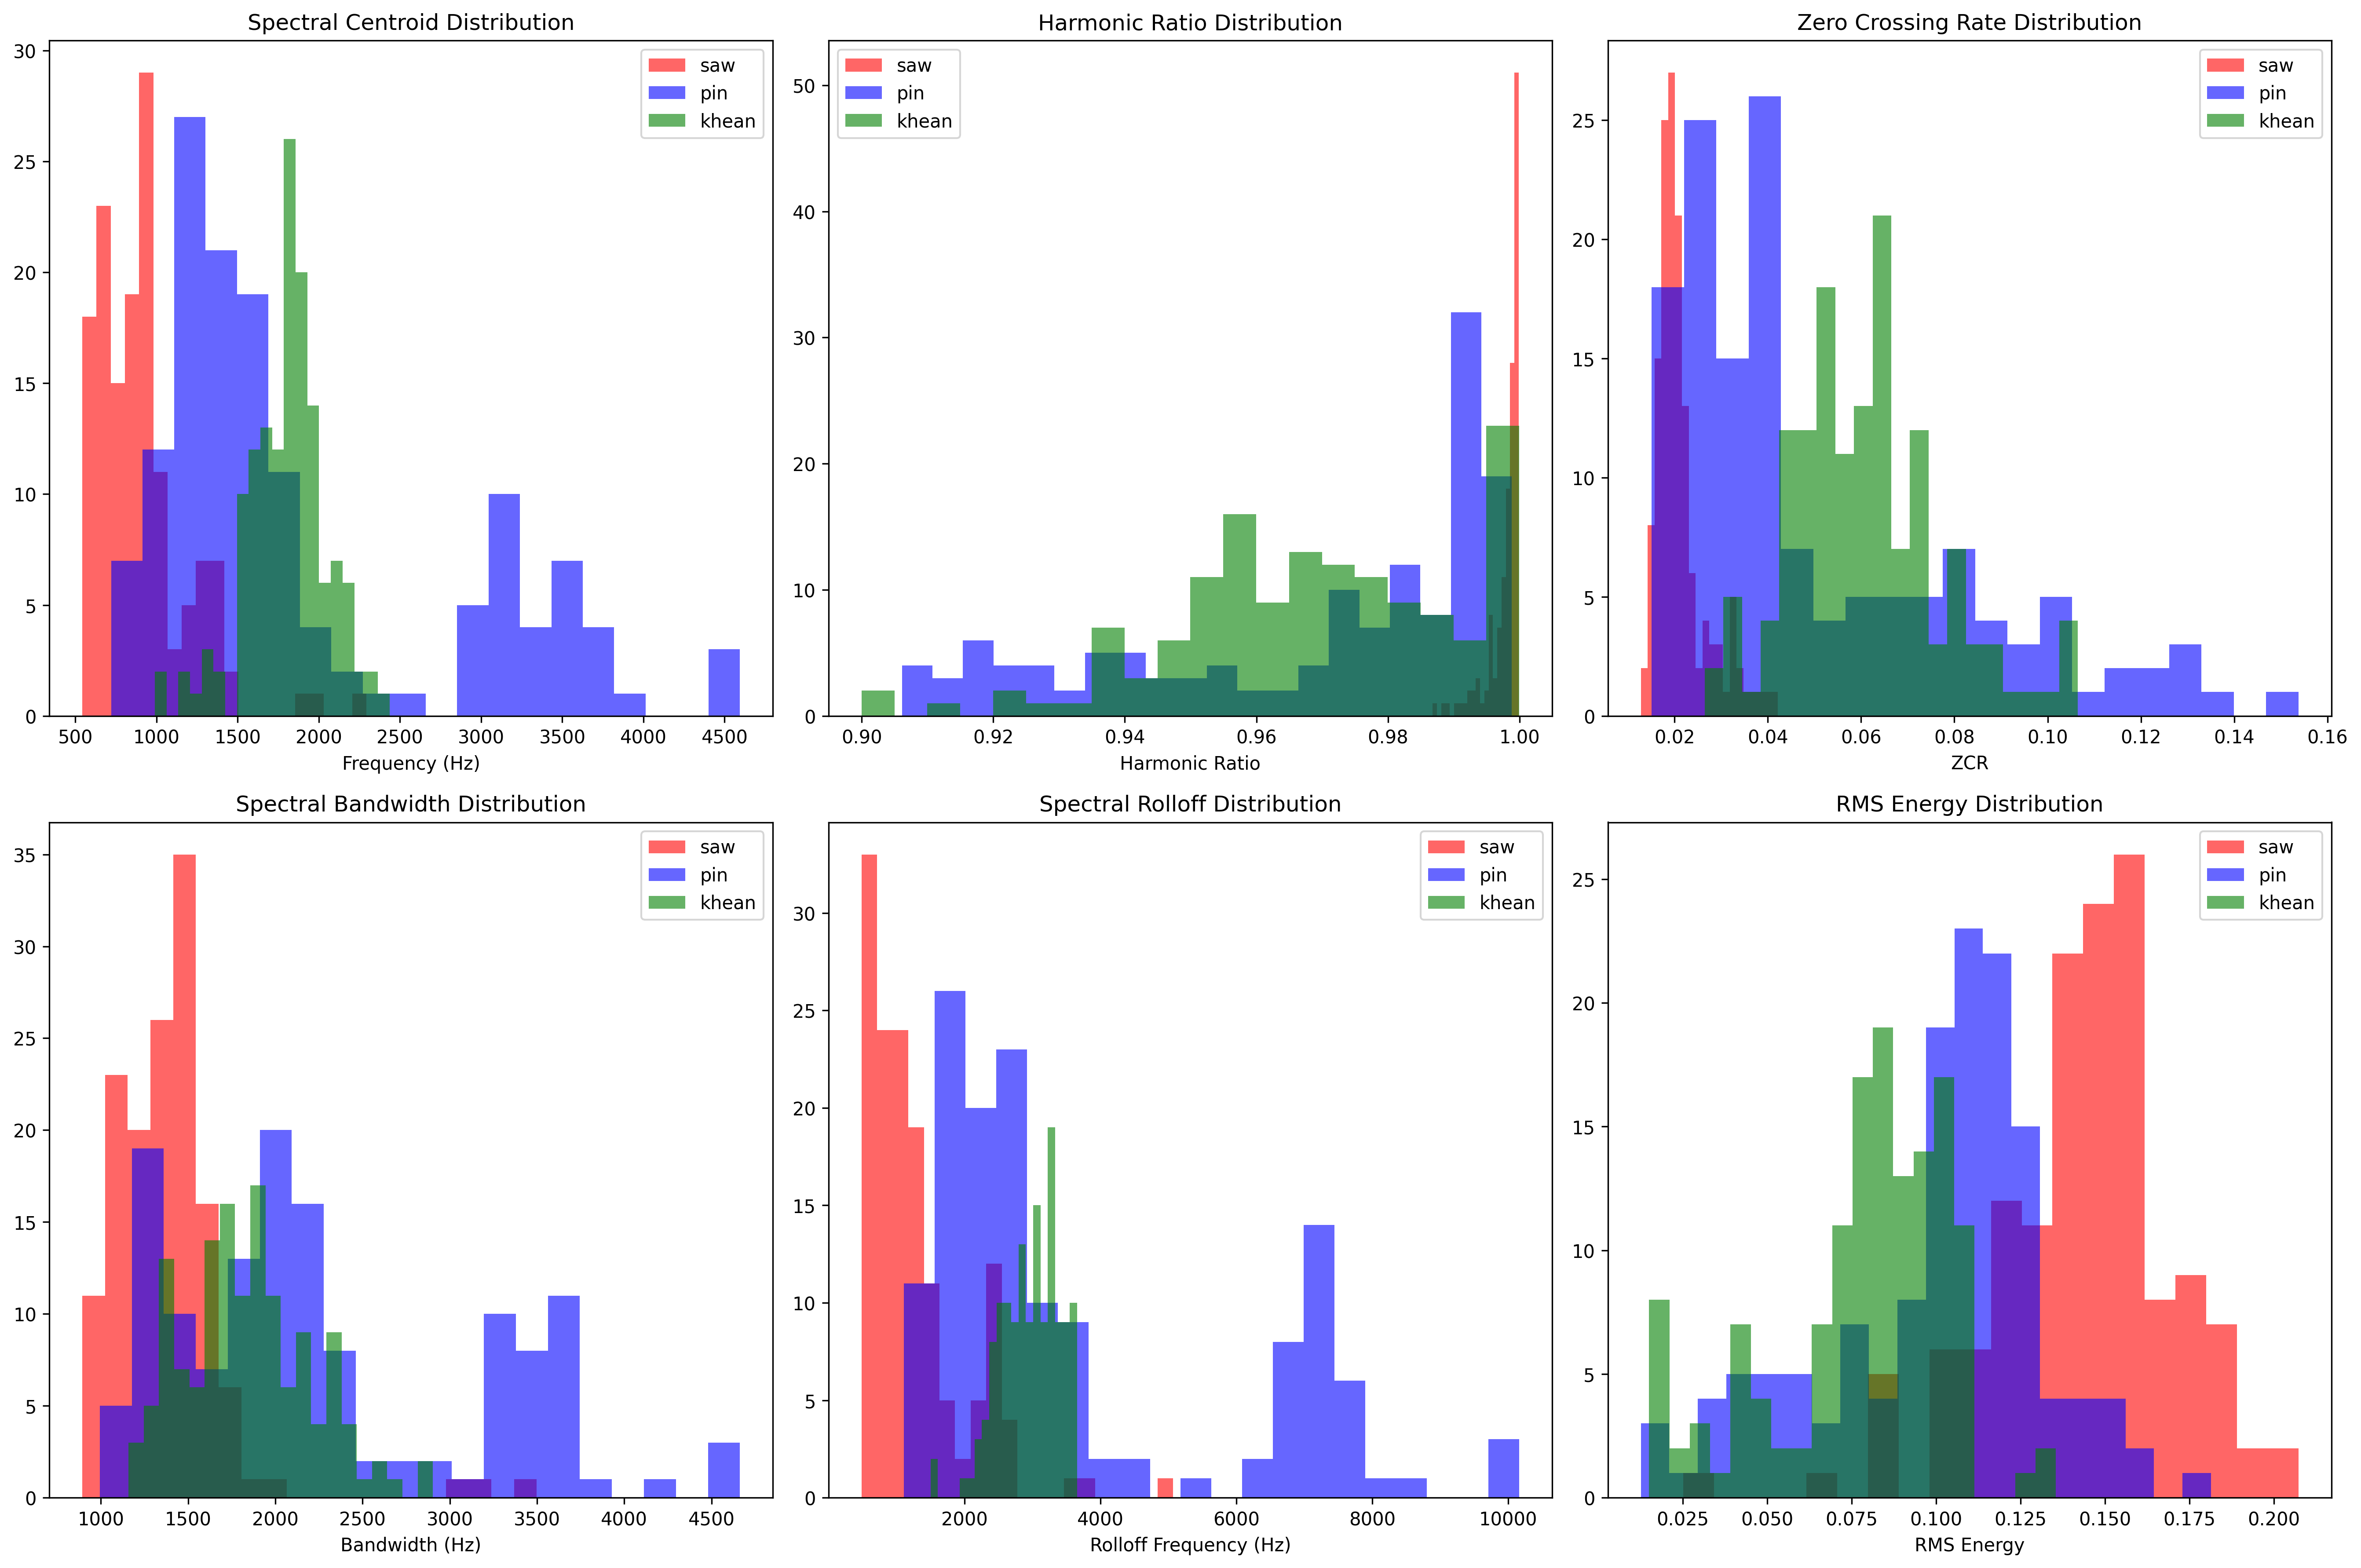 Spectral Centroid Distribution
30
25
20
15
10
5
0
saw
pin
khean
500 1000 1500 2000 2500 3000 3500 4000 4500
Frequency (Hz)
Harmonic Ratio Distribution
50
40
30
20
10
0
saw
pin
khean
0.90 0.92 0.94 0.96 0.98 1.00
Harmonic Ratio
Zero Crossing Rate Distribution
25
20
15
10
5
0
saw
pin
khean
0.02 0.04 0.06 0.08 0.10 0.12 0.14 0.16
ZCR
Spectral Bandwidth Distribution
35
30
25
20
15
10
5
0
saw
pin
khean
1000 1500 2000 2500 3000 3500 4000 4500
Bandwidth (Hz)
Spectral Rolloff Distribution
30
25
20
15
10
5
0
saw
pin
khean
2000 4000 6000 8000 10000
Rolloff Frequency (Hz)
RMS Energy Distribution
25
20
15
10
5
0
saw
pin
khean
0.025 0.050 0.075 0.100 0.125 0.150 0.175 0.200
RMS Energy